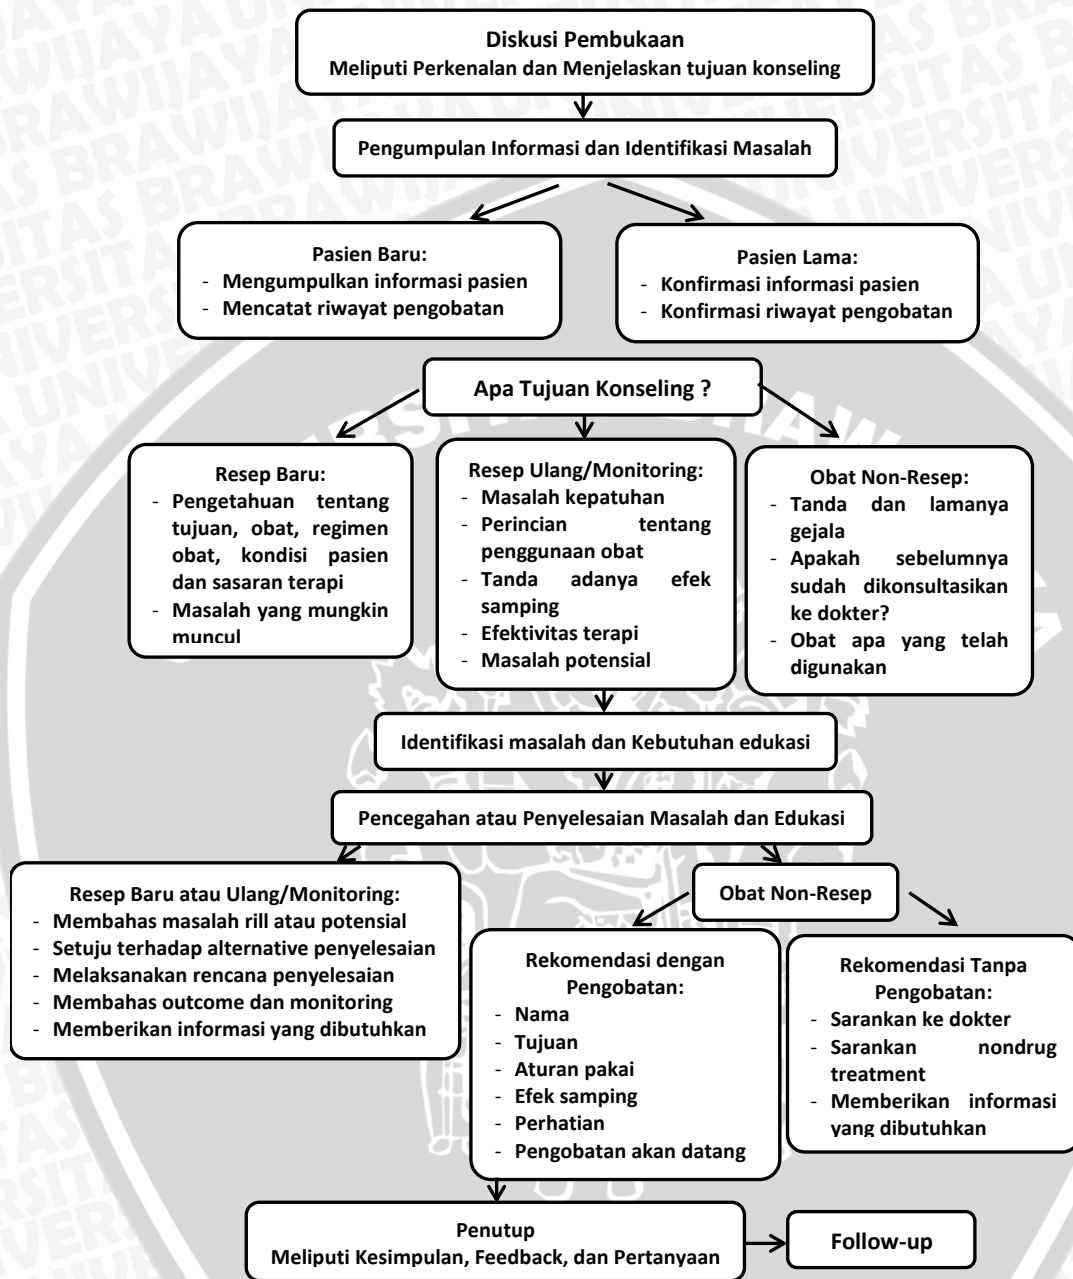 Diskusi Pembukaan
Meliputi Perkenalan dan Menjelaskan tujuan konseling
Pengumpulan Informasi dan Identifikasi Masalah
Pasien Baru:
- Mengumpulkan informasi pasien
- Mencatat riwayat pengobatan
Pasien Lama:
- Konfirmasi informasi pasien
- Konfirmasi riwayat pengobatan
Apa Tujuan Konseling ?
Resep Baru:
- Pengetahuan tentang
tujuan, obat, regimen
obat, kondisi pasien
dan sasaran terapi
- Masalah yang mungkin
muncul
Resep Ulang/Monitoring:
- Masalah kepatuhan
- Perincian tentang
penggunaan obat
- Tanda adanya efek
samping
- Efektivitas terapi
- Masalah potensial
Obat Non-Resep:
- Tanda dan lamanya
gejala
- Apakah sebelumnya
sudah dikonsultasikan
ke dokter?
- Obat apa yang telah
digunakan
Identifikasi masalah dan Kebutuhan edukasi
Pencegahan atau Penyelesaian Masalah dan Edukasi
Resep Baru atau Ulang/Monitoring:
- Membahas masalah rill atau potensial
- Setuju terhadap alternative penyelesaian
- Melaksanakan rencana penyelesaian
- Membahas outcome dan monitoring
- Memberikan informasi yang dibutuhkan
Obat Non-Resep
Rekomendasi dengan
Pengobatan:
- Nama
- Tujuan
- Aturan pakai
- Efek samping
- Perhatian
- Pengobatan akan datang
Rekomendasi Tanpa
Pengobatan:
- Sarankan ke dokter
- Sarankan nondrug
treatment
- Memberikan informasi
yang dibutuhkan
Penutup
Meliputi Kesimpulan, Feedback, dan Pertanyaan
Follow-up